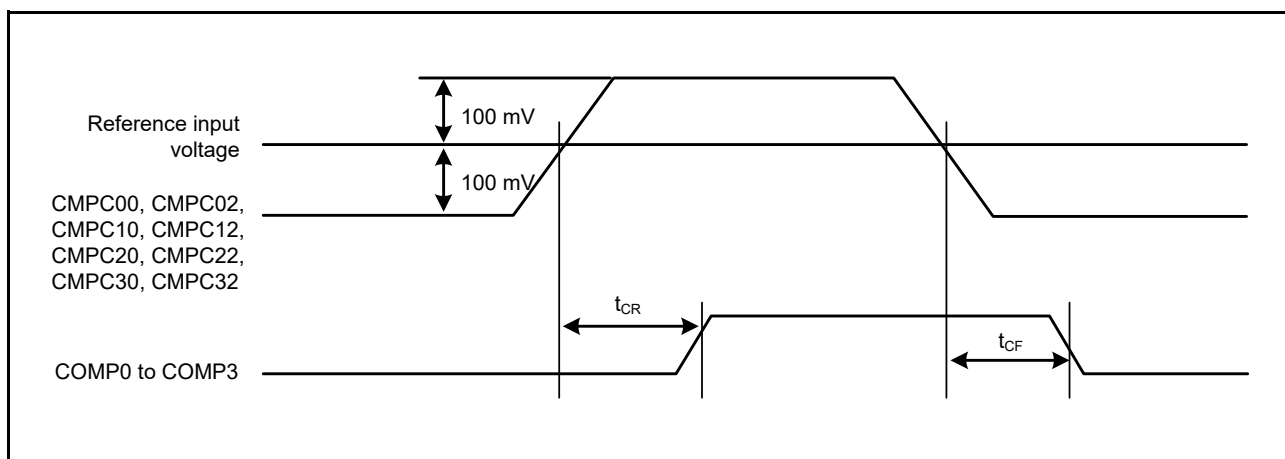 100 mV
Reference input
voltage
100 mV
CMPC00, CMPC02,
CMPC10, CMPC12,
CMPC20, CMPC22,
CMPC30, CMPC32
tCR
tCF
COMP0 to COMP3